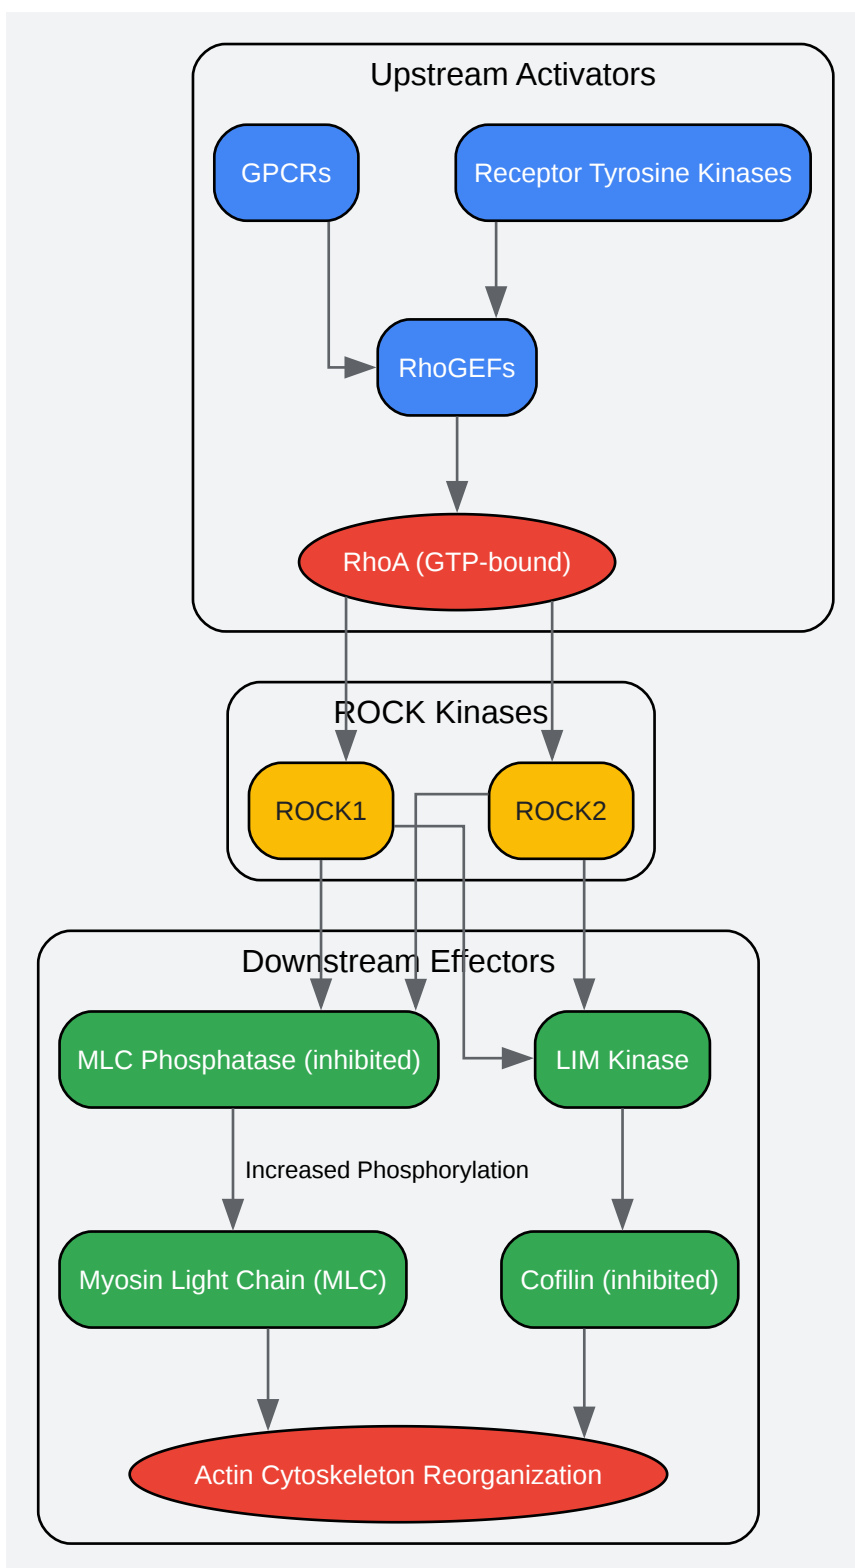 Upstream Activators
GPCRs
Receptor Tyrosine Kinases
RhoGEFs
RhoA (GTP-bound)
ROCK Kinases
ROCK1
ROCK2
Downstream Effectors
MLC Phosphatase (inhibited)
LIM Kinase
Increased Phosphorylation
Myosin Light Chain (MLC)
Cofilin (inhibited)
Actin Cytoskeleton Reorganization